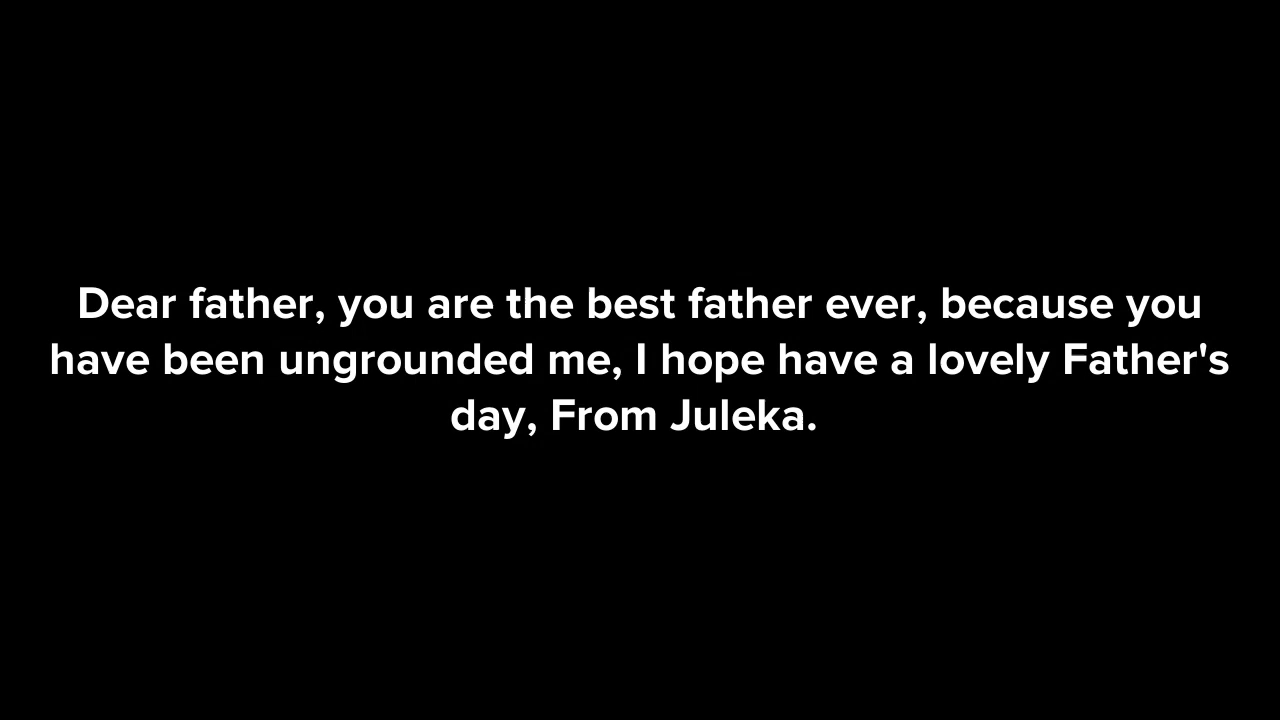 Dear father, you are the best father ever, because you
have been ungrounded me, I hope have a lovely Father's
day, From Juleka.